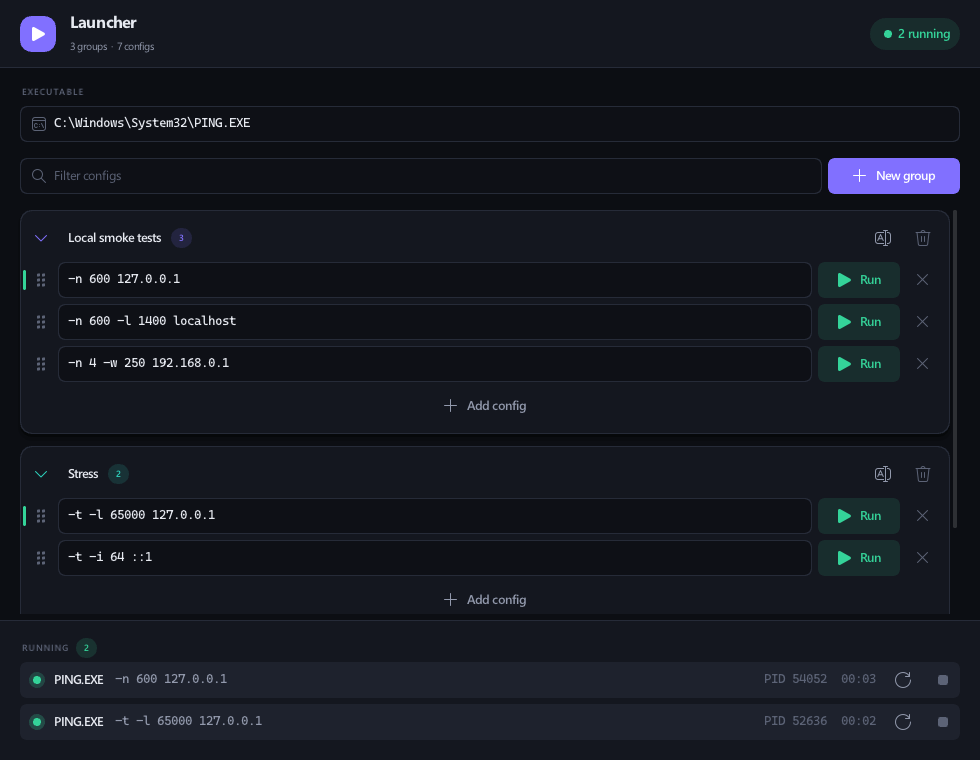 Launcher
3 groups · 7 configs
2 running
EXECUTABLE
C:\Windows\System32\PING.EXE
Filter configs
New group
Local smoke tests 3
-n 600 127.0.0.1 Run
-n 600 -l 1400 localhost Run
-n 4 -w 250 192.168.0.1 Run
Add config
Stress 2
-t -l 65000 127.0.0.1 Run
-t -i 64 ::1 Run
Add config
RUNNING 2
PING.EXE -n 600 127.0.0.1 PID 54052 00:03
PING.EXE -t -l 65000 127.0.0.1 PID 52636 00:02